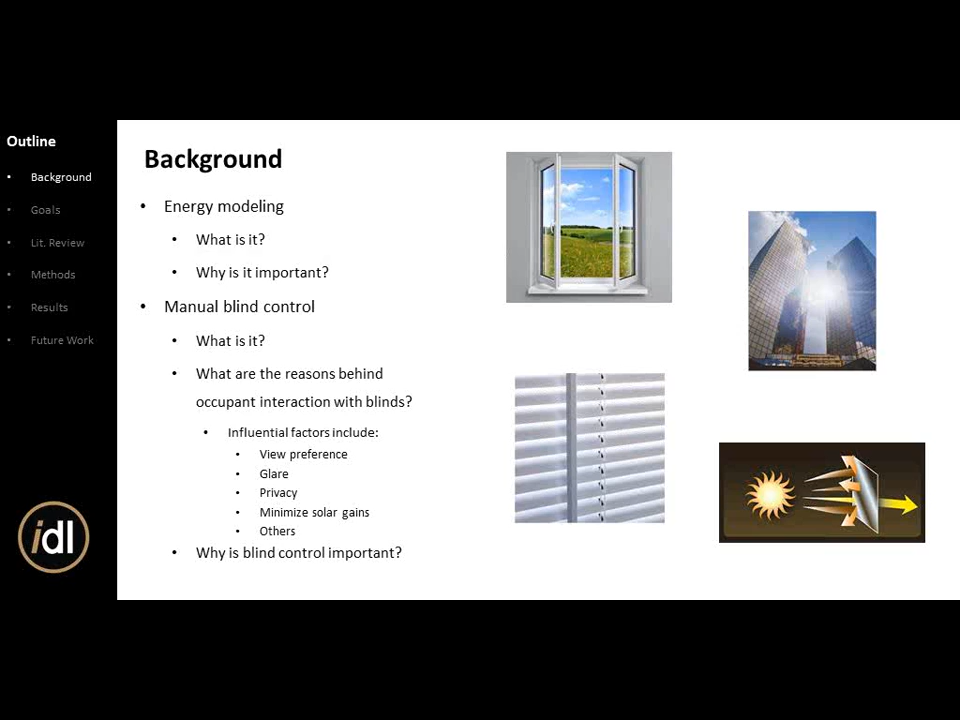 Outline
• Background
• Goals
• Lit. Review
• Methods
• Results
• Future Work
idl
Background
• Energy modeling
• What is it?
• Why is it important?
• Manual blind control
• What is it?
• What are the reasons behind
occupant interaction with blinds?
• Influential factors include:
• View preference
• Glare
• Privacy
• Minimize solar gains
• Others
• Why is blind control important?